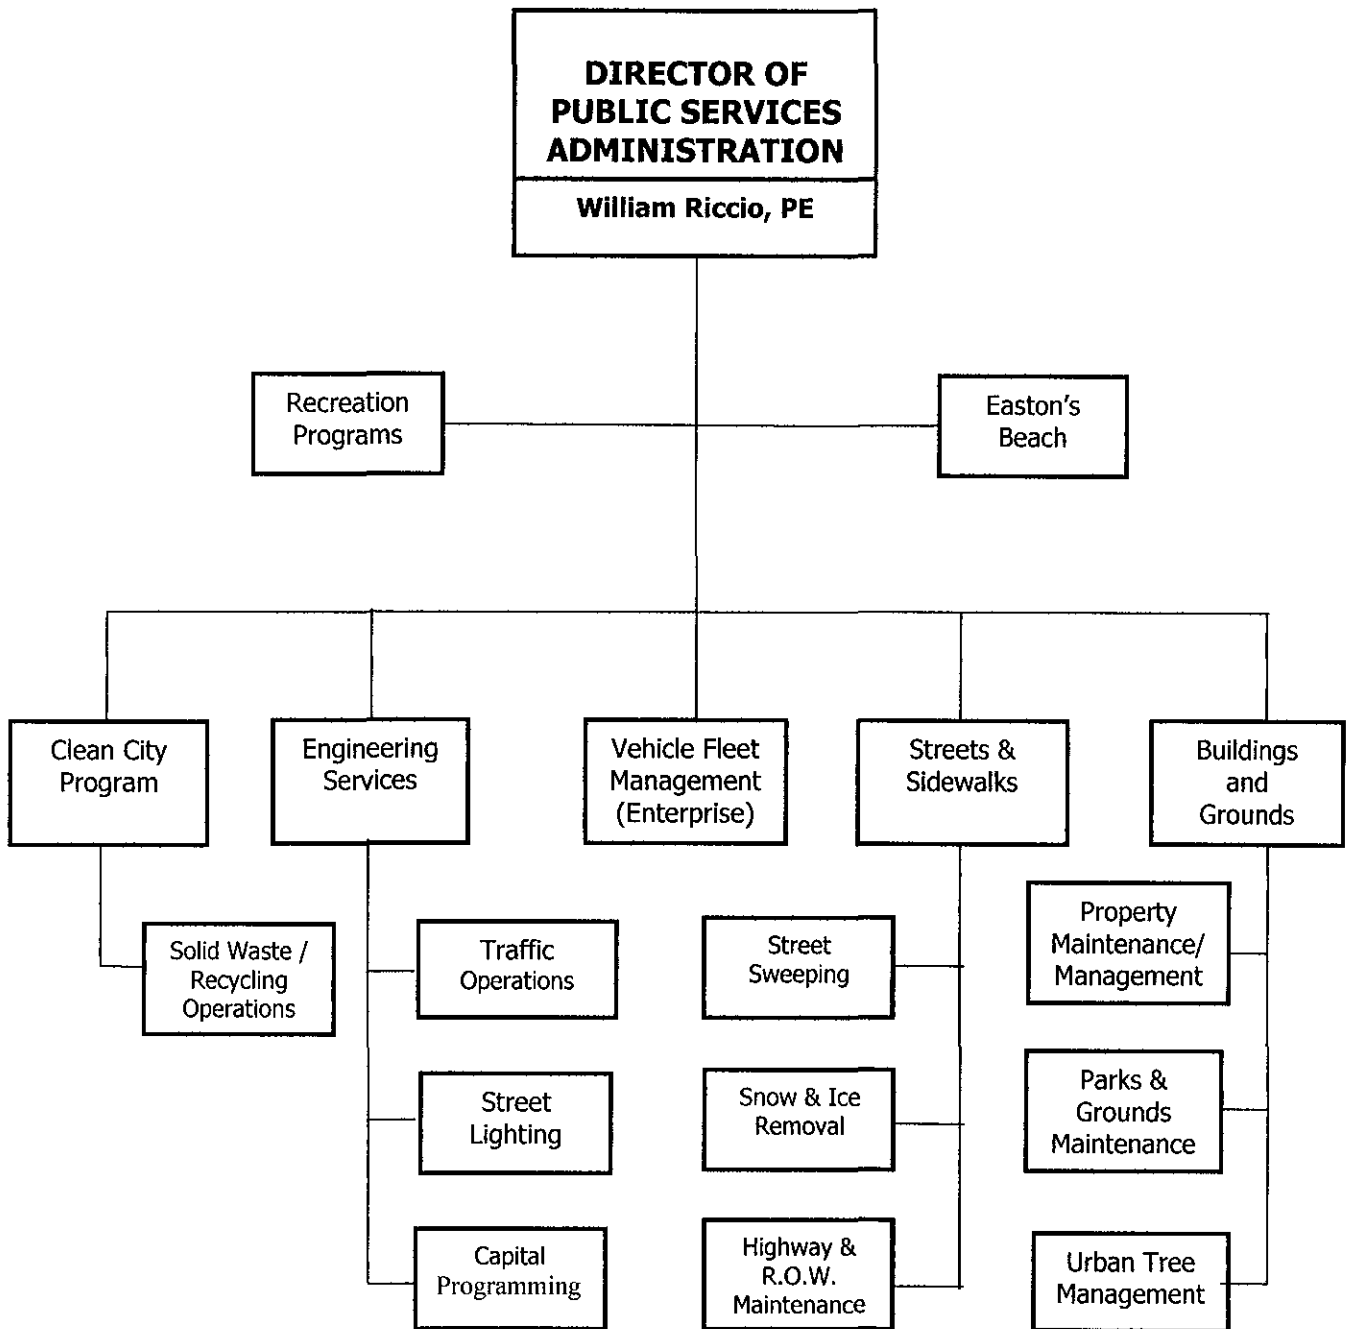 DIRECTOR OF
PUBLIC SERVICES
ADMINISTRATION
William Riccio, PE
Recreation
Programs
Easton's
Beach
Clean City
Program
Engineering
Services
Vehicle Fleet
Management
(Enterprise)
Streets &
Sidewalks
Buildings
and
Grounds
Solid Waste /
Recycling
Operations
Traffic
Operations
Street
Sweeping
Property
Maintenance/
Management
Street
Lighting
Snow & Ice
Removal
Parks &
Grounds
Maintenance
Capital
Programming
Highway &
R.O.W.
Maintenance
Urban Tree
Management